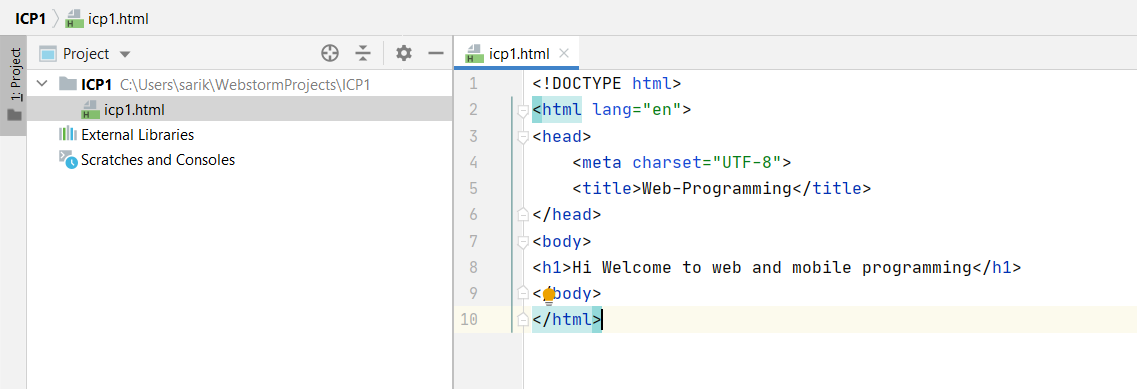 ICP1 icp1.html
1: Project
Project
ICP1 C:\Users\sarik\WebstormProjects\ICP1
icp1.html
External Libraries
Scratches and Consoles
icp1.html
1 <!DOCTYPE html>
2 <html lang="en">
3 <head>
4     <meta charset="UTF-8">
5     <title>Web-Programming</title>
6 </head>
7 <body>
8 <h1>Hi Welcome to web and mobile programming</h1>
9 </body>
10 </html>